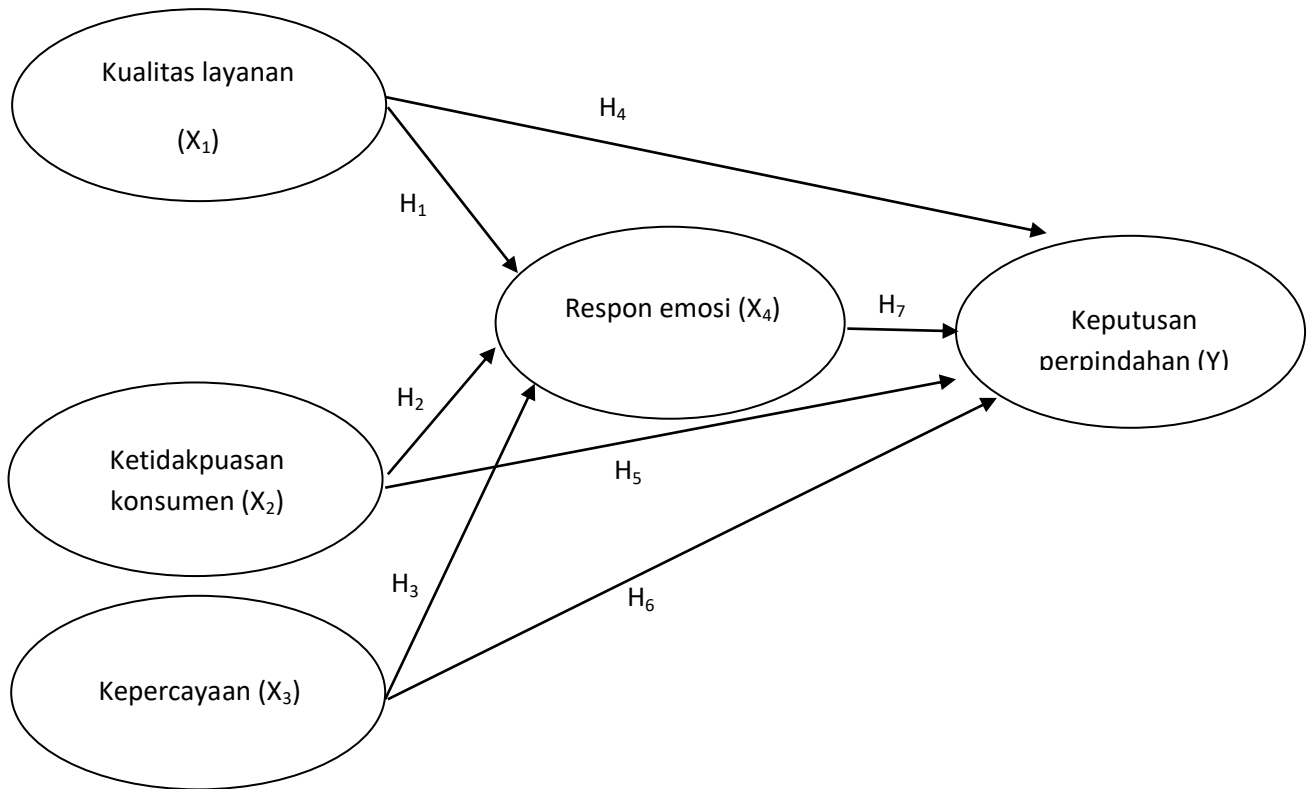 Kualitas layanan
(X₁)
H₄
H₁
Respon emosi (X₄)
H₇
Keputusan
perpindahan (Y)
H₂
Ketidakpuasan
konsumen (X₂)
H₅
H₃
H₆
Kepercayaan (X₃)